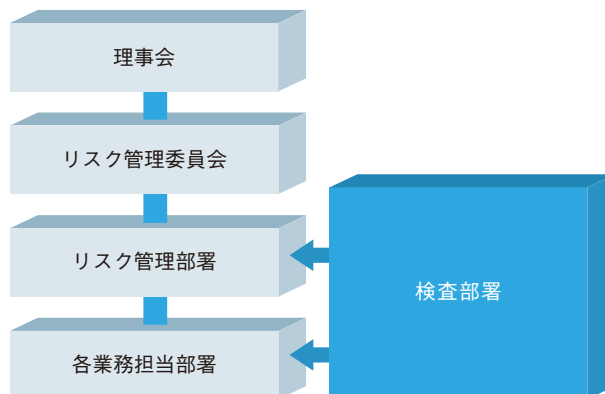 理事会
リスク管理委員会
リスク管理部署
検査部署
各業務担当部署